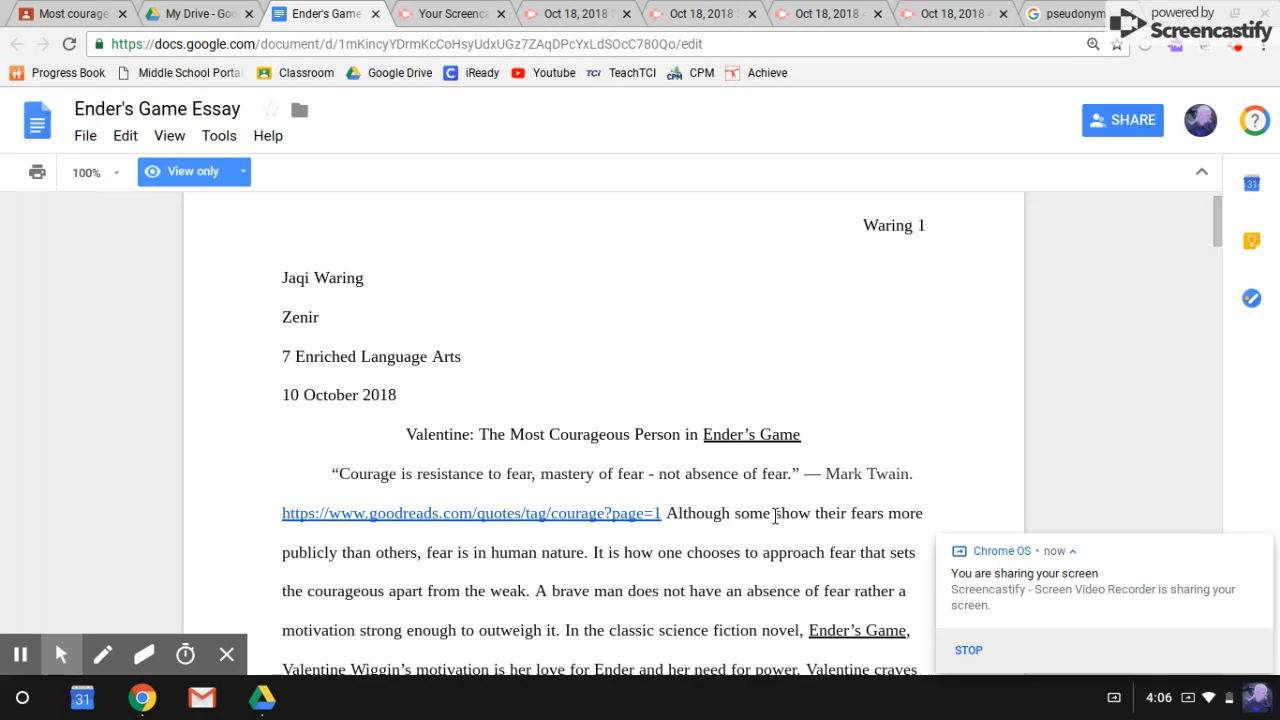 Most courage
My Drive - Goo
Ender's Game
Your Screenca
Oct 18, 2018
Oct 18, 2018
Oct 18, 2018
Oct 18, 2018
pseudonym
powered by
Screencastify
https://docs.google.com/document/d/1mKincyYDrmKcCoHsyUdxUGz7ZAqDPcYxLdSOcC780Qo/edit
Progress Book
Middle School Portal
Classroom
Google Drive
iReady
Youtube
TCi TeachTCI
CPM CPM
Achieve
Ender's Game Essay
SHARE
File Edit View Tools Help
100%
View only
31
Waring 1
Jaqi Waring
Zenir
7 Enriched Language Arts
10 October 2018
Valentine: The Most Courageous Person in Ender’s Game
“Courage is resistance to fear, mastery of fear - not absence of fear.” — Mark Twain.
https://www.goodreads.com/quotes/tag/courage?page=1 Although some show their fears more
publicly than others, fear is in human nature. It is how one chooses to approach fear that sets
the courageous apart from the weak. A brave man does not have an absence of fear rather a
motivation strong enough to outweigh it. In the classic science fiction novel, Ender’s Game,
Valentine Wiggin’s motivation is her love for Ender and her need for power. Valentine craves
Chrome OS • now
You are sharing your screen
Screencastify - Screen Video Recorder is sharing your
screen.
STOP
31
4:06